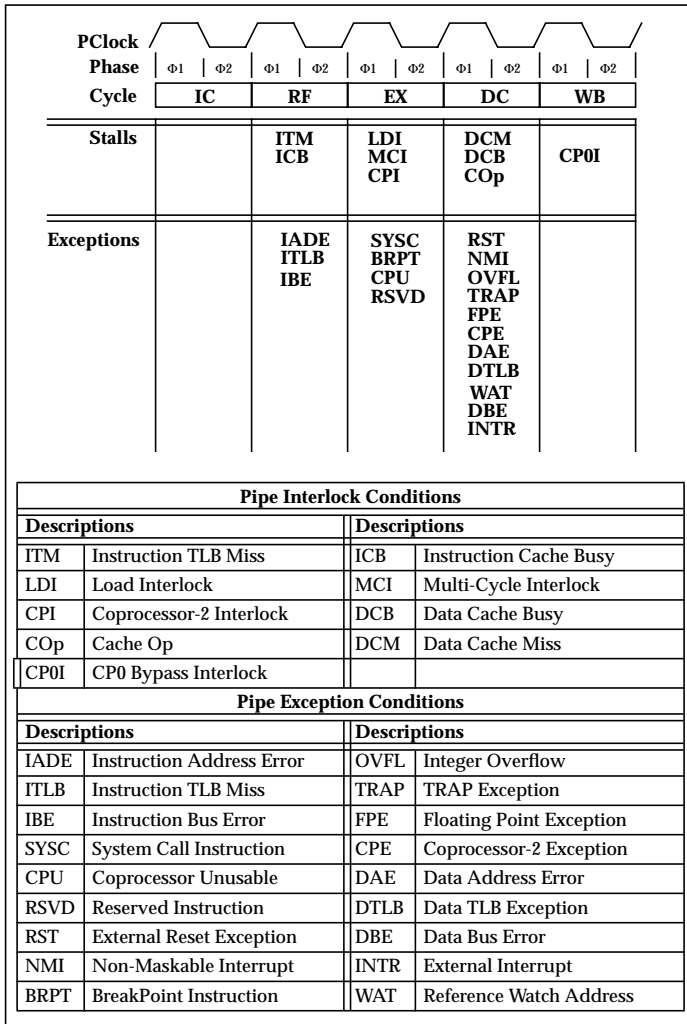 PClock
Phase Φ1 Φ2 Φ1 Φ2 Φ1 Φ2 Φ1 Φ2 Φ1 Φ2
Cycle IC RF EX DC WB
Stalls ITM LDI DCM CP0I
ICB MCI DCB
CPI COp
Exceptions IADE SYSC RST
ITLB BRPT NMI
IBE CPU OVFL
RSVD TRAP
FPE
CPE
DAE
DTLB
WAT
DBE
INTR
Pipe Interlock Conditions
Descriptions Descriptions
ITM Instruction TLB Miss ICB Instruction Cache Busy
LDI Load Interlock MCI Multi-Cycle Interlock
CPI Coprocessor-2 Interlock DCB Data Cache Busy
COp Cache Op DCM Data Cache Miss
CP0I CP0 Bypass Interlock
Pipe Exception Conditions
Descriptions Descriptions
IADE Instruction Address Error OVFL Integer Overflow
ITLB Instruction TLB Miss TRAP TRAP Exception
IBE Instruction Bus Error FPE Floating Point Exception
SYSC System Call Instruction CPE Coprocessor-2 Exception
CPU Coprocessor Unusable DAE Data Address Error
RSVD Reserved Instruction DTLB Data TLB Exception
RST External Reset Exception DBE Data Bus Error
NMI Non-Maskable Interrupt INTR External Interrupt
BRPT BreakPoint Instruction WAT Reference Watch Address